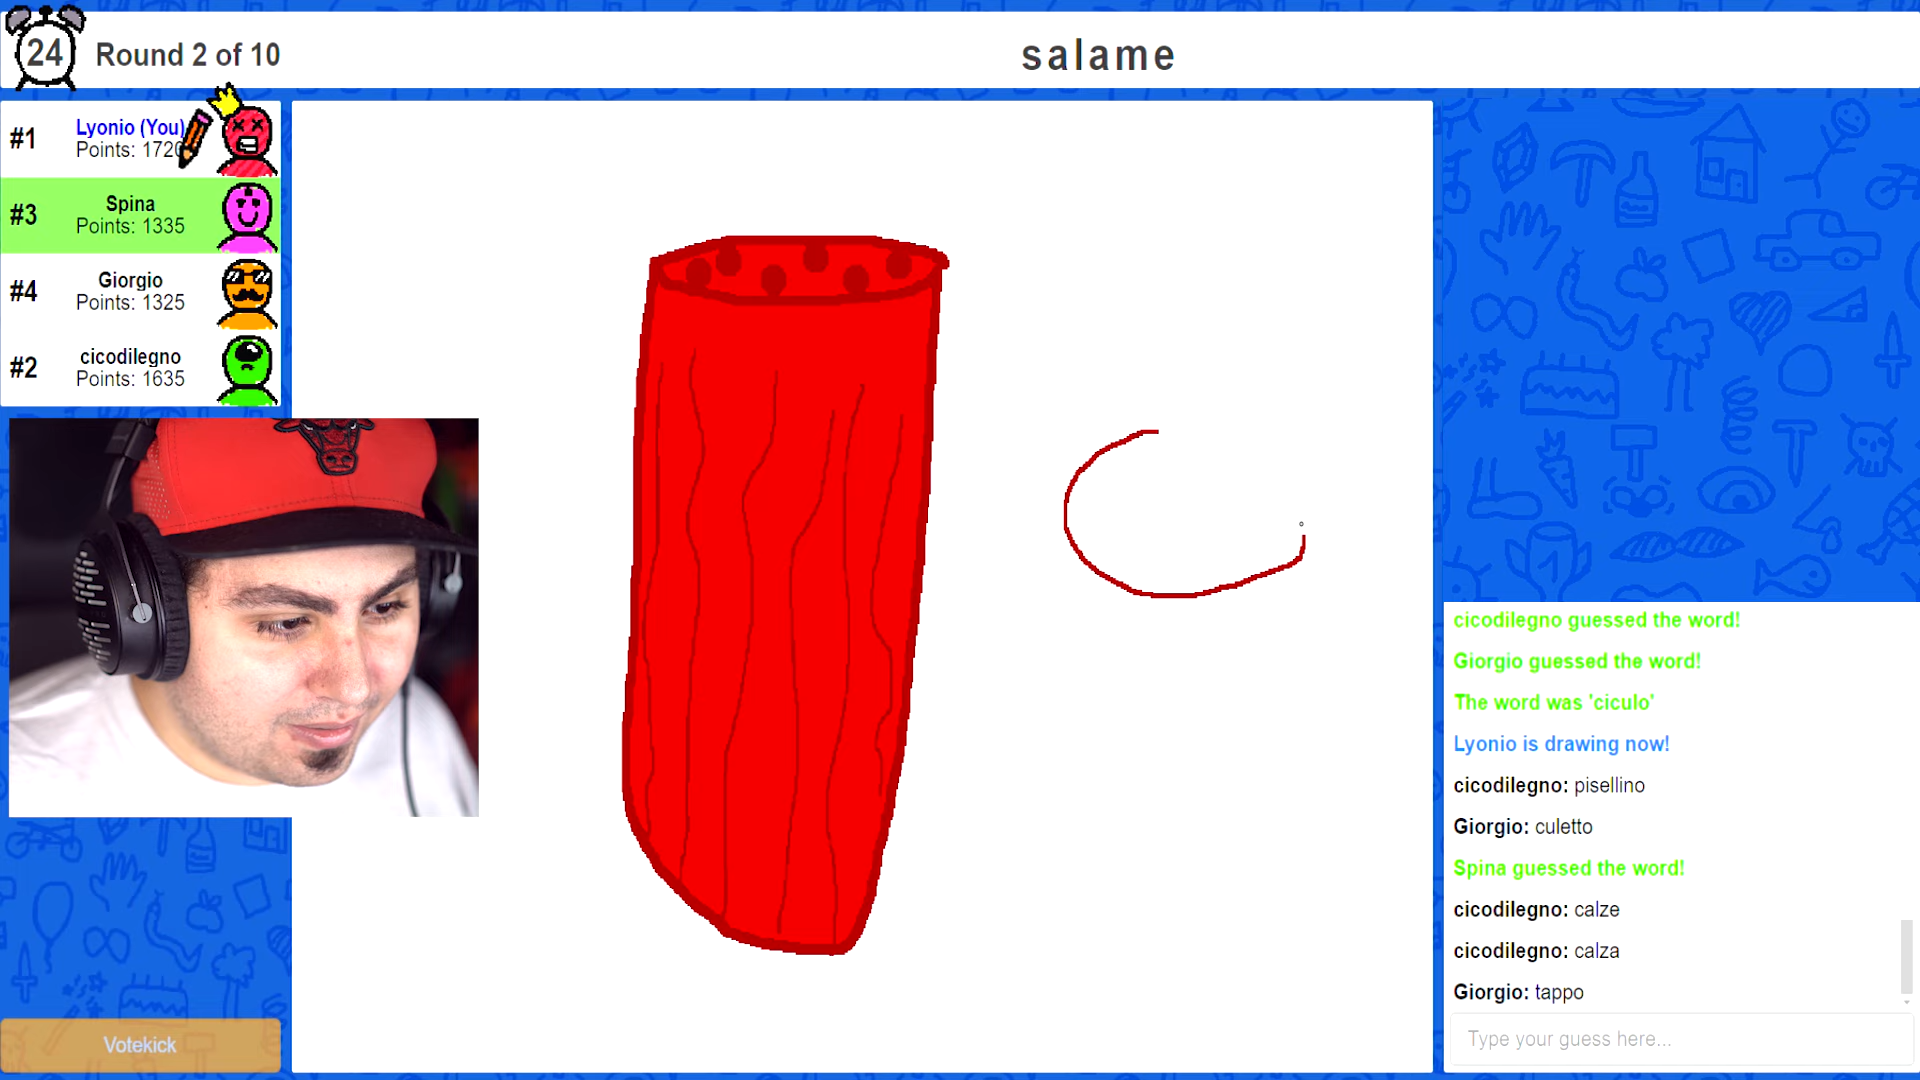 24
Round 2 of 10
salame
#1
Lyonio (You)
Points: 1720
#3
Spina
Points: 1335
#4
Giorgio
Points: 1325
#2
cicodilegno
Points: 1635
cicodilegno guessed the word!
Giorgio guessed the word!
The word was 'ciculo'
Lyonio is drawing now!
cicodilegno: pisellino
Giorgio: culetto
Spina guessed the word!
cicodilegno: calze
cicodilegno: calza
Giorgio: tappo
Type your guess here...
Votekick